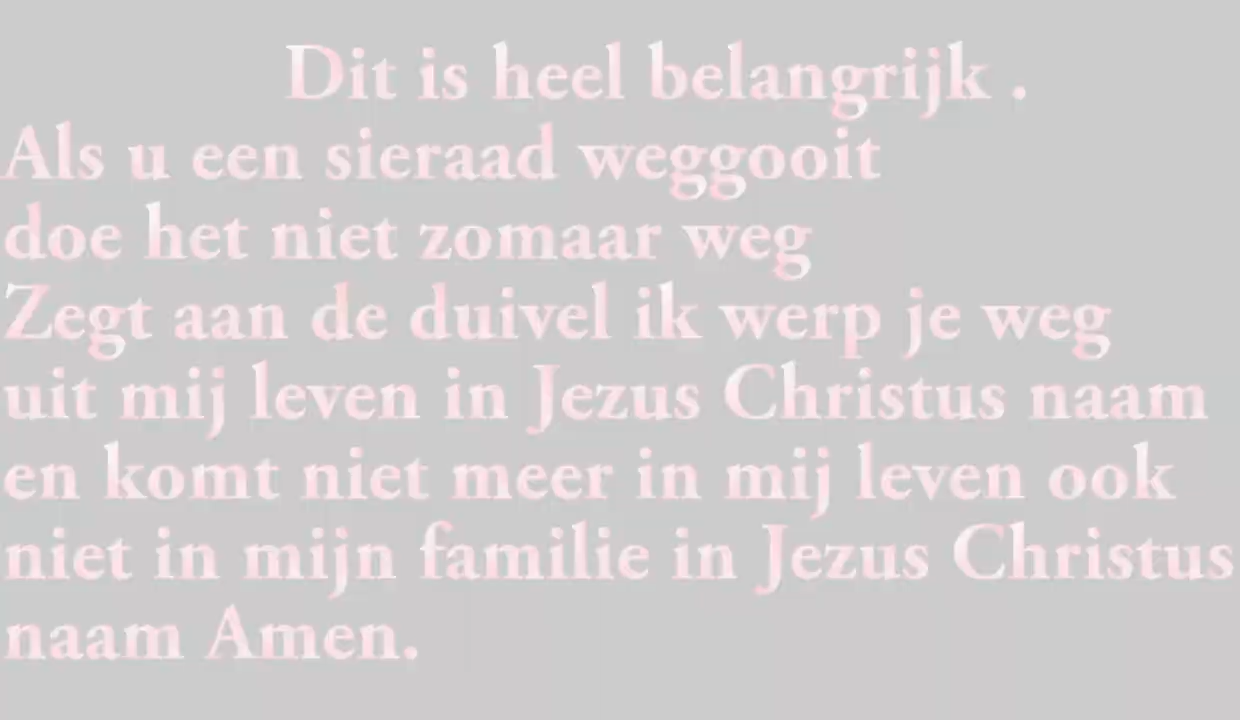 Dit is heel belangrijk .
Als u een sieraad weggooit
doe het niet zomaar weg
Zegt aan de duivel ik werp je weg
uit mij leven in Jezus Christus naam
en komt niet meer in mij leven ook
niet in mijn familie in Jezus Christus
naam Amen.